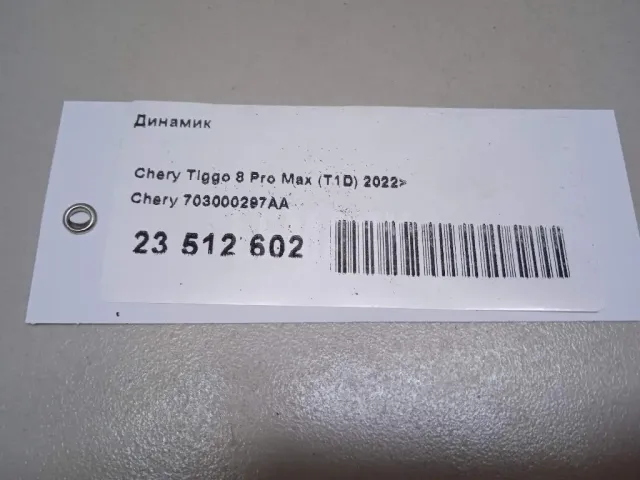 Динамик
Chery Tiggo 8 Pro Max (T1D) 2022>
Chery 703000297AA
23 512 602